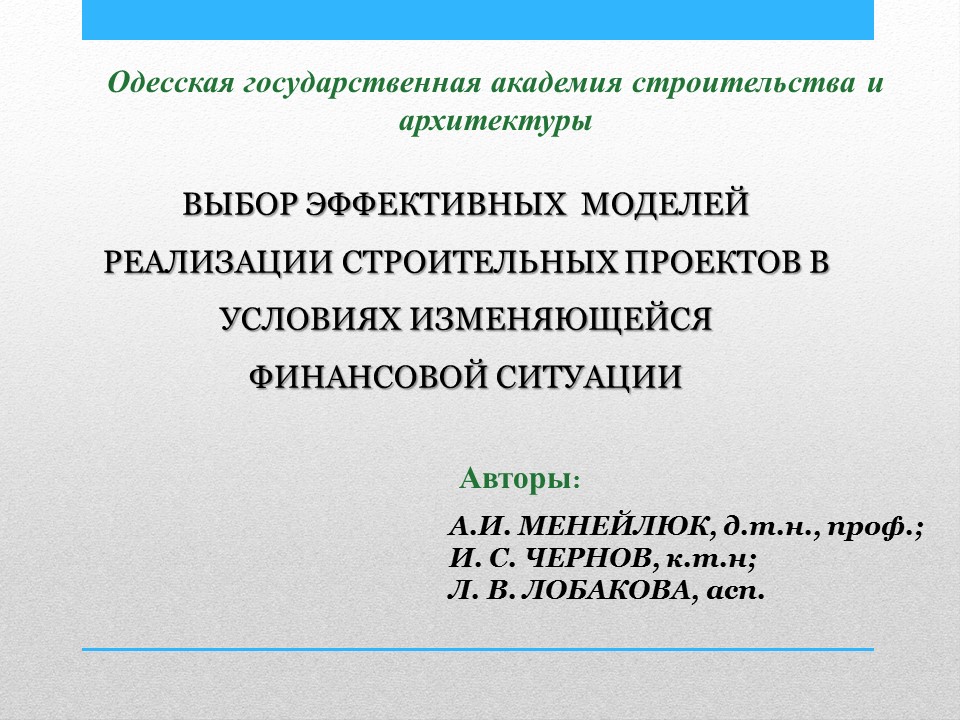 Одесская государственная академия строительства и
архитектуры
ВЫБОР ЭФФЕКТИВНЫХ МОДЕЛЕЙ
РЕАЛИЗАЦИИ СТРОИТЕЛЬНЫХ ПРОЕКТОВ В
УСЛОВИЯХ ИЗМЕНЯЮЩЕЙСЯ
ФИНАНСОВОЙ СИТУАЦИИ
Авторы:
А.И. МЕНЕЙЛЮК, д.т.н., проф.;
И. С. ЧЕРНОВ, к.т.н;
Л. В. ЛОБАКОВА, асп.